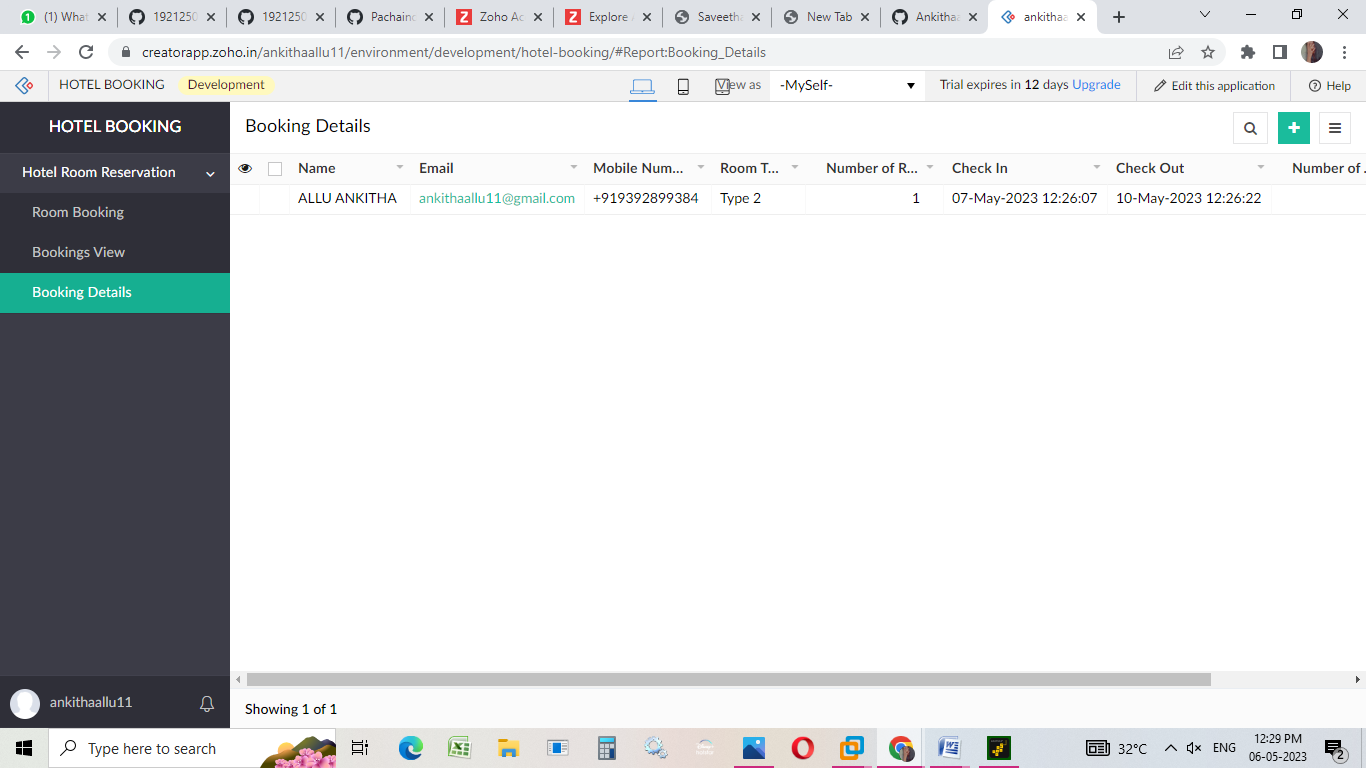 (1) What
1921250
1921250
Pachain
Zoho Ac
Explore
Saveeth
New Tab
Ankitha
ankithaa
creatorapp.zoho.in/ankithaallu11/environment/development/hotel-booking/#Report:Booking_Details
HOTEL BOOKING
Development
View as
-MySelf-
Trial expires in 12 days Upgrade
Edit this application
Help
HOTEL BOOKING
Hotel Room Reservation
Room Booking
Bookings View
Booking Details
ankithaallu11
Booking Details
Name Email Mobile Num... Room T... Number of R... Check In Check Out Number of .
ALLU ANKITHA ankithaallu11@gmail.com +919392899384 Type 2 1 07-May-2023 12:26:07 10-May-2023 12:26:22
Showing 1 of 1
Type here to search
32°C
ENG
12:29 PM
06-05-2023
2